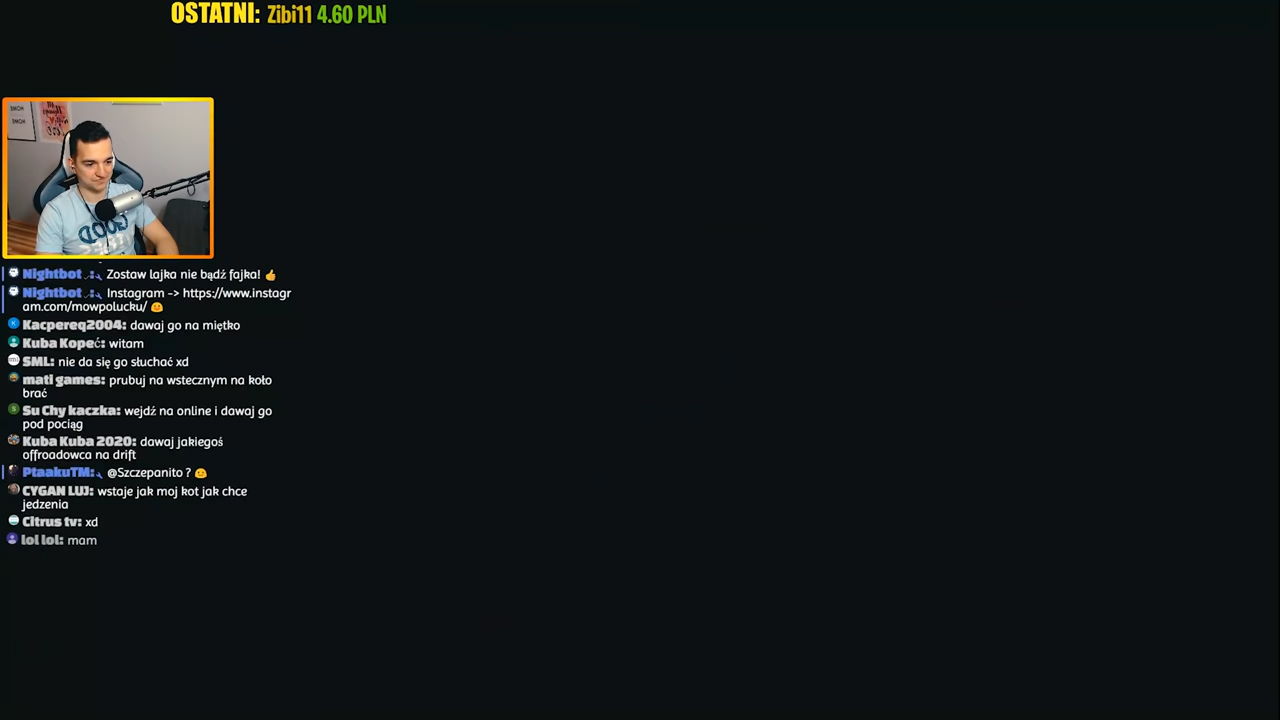 OSTATNI: Zibi11 4.60 PLN
Nightbot Zostaw lajka nie bądź fajka! 👍
Nightbot Instagram -> https://www.instagr
am.com/mowpolucku/
Kacpereq2004: dawaj go na miętko
Kuba Kopeć: witam
SML: nie da się go słuchać xd
mati games: prubuj na wstecznym na koło
brać
Su Chy kaczka: wejdź na online i dawaj go
pod pociąg
Kuba Kuba 2020: dawaj jakiegoś
offroadowca na drift
PtaakuTM: @Szczepanito ?
CYGAN LUJ: wstaje jak moj kot jak chce
jedzenia
Citrus tv: xd
lol lol: mam